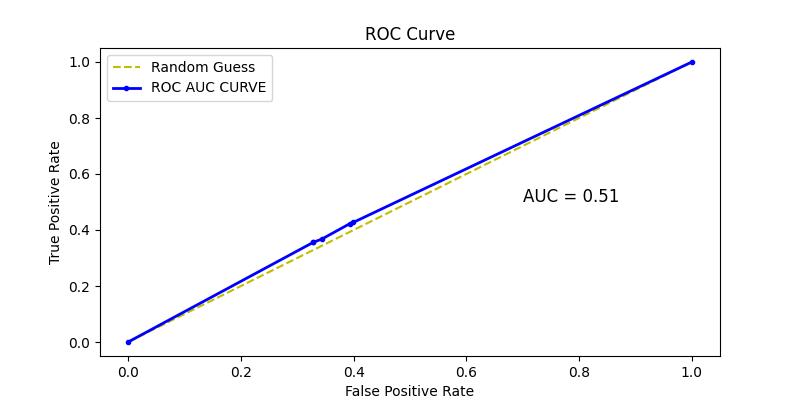 ROC Curve
Random Guess
ROC AUC CURVE
AUC = 0.51
True Positive Rate
1.0
0.8
0.6
0.4
0.2
0.0
0.0 0.2 0.4 0.6 0.8 1.0
False Positive Rate